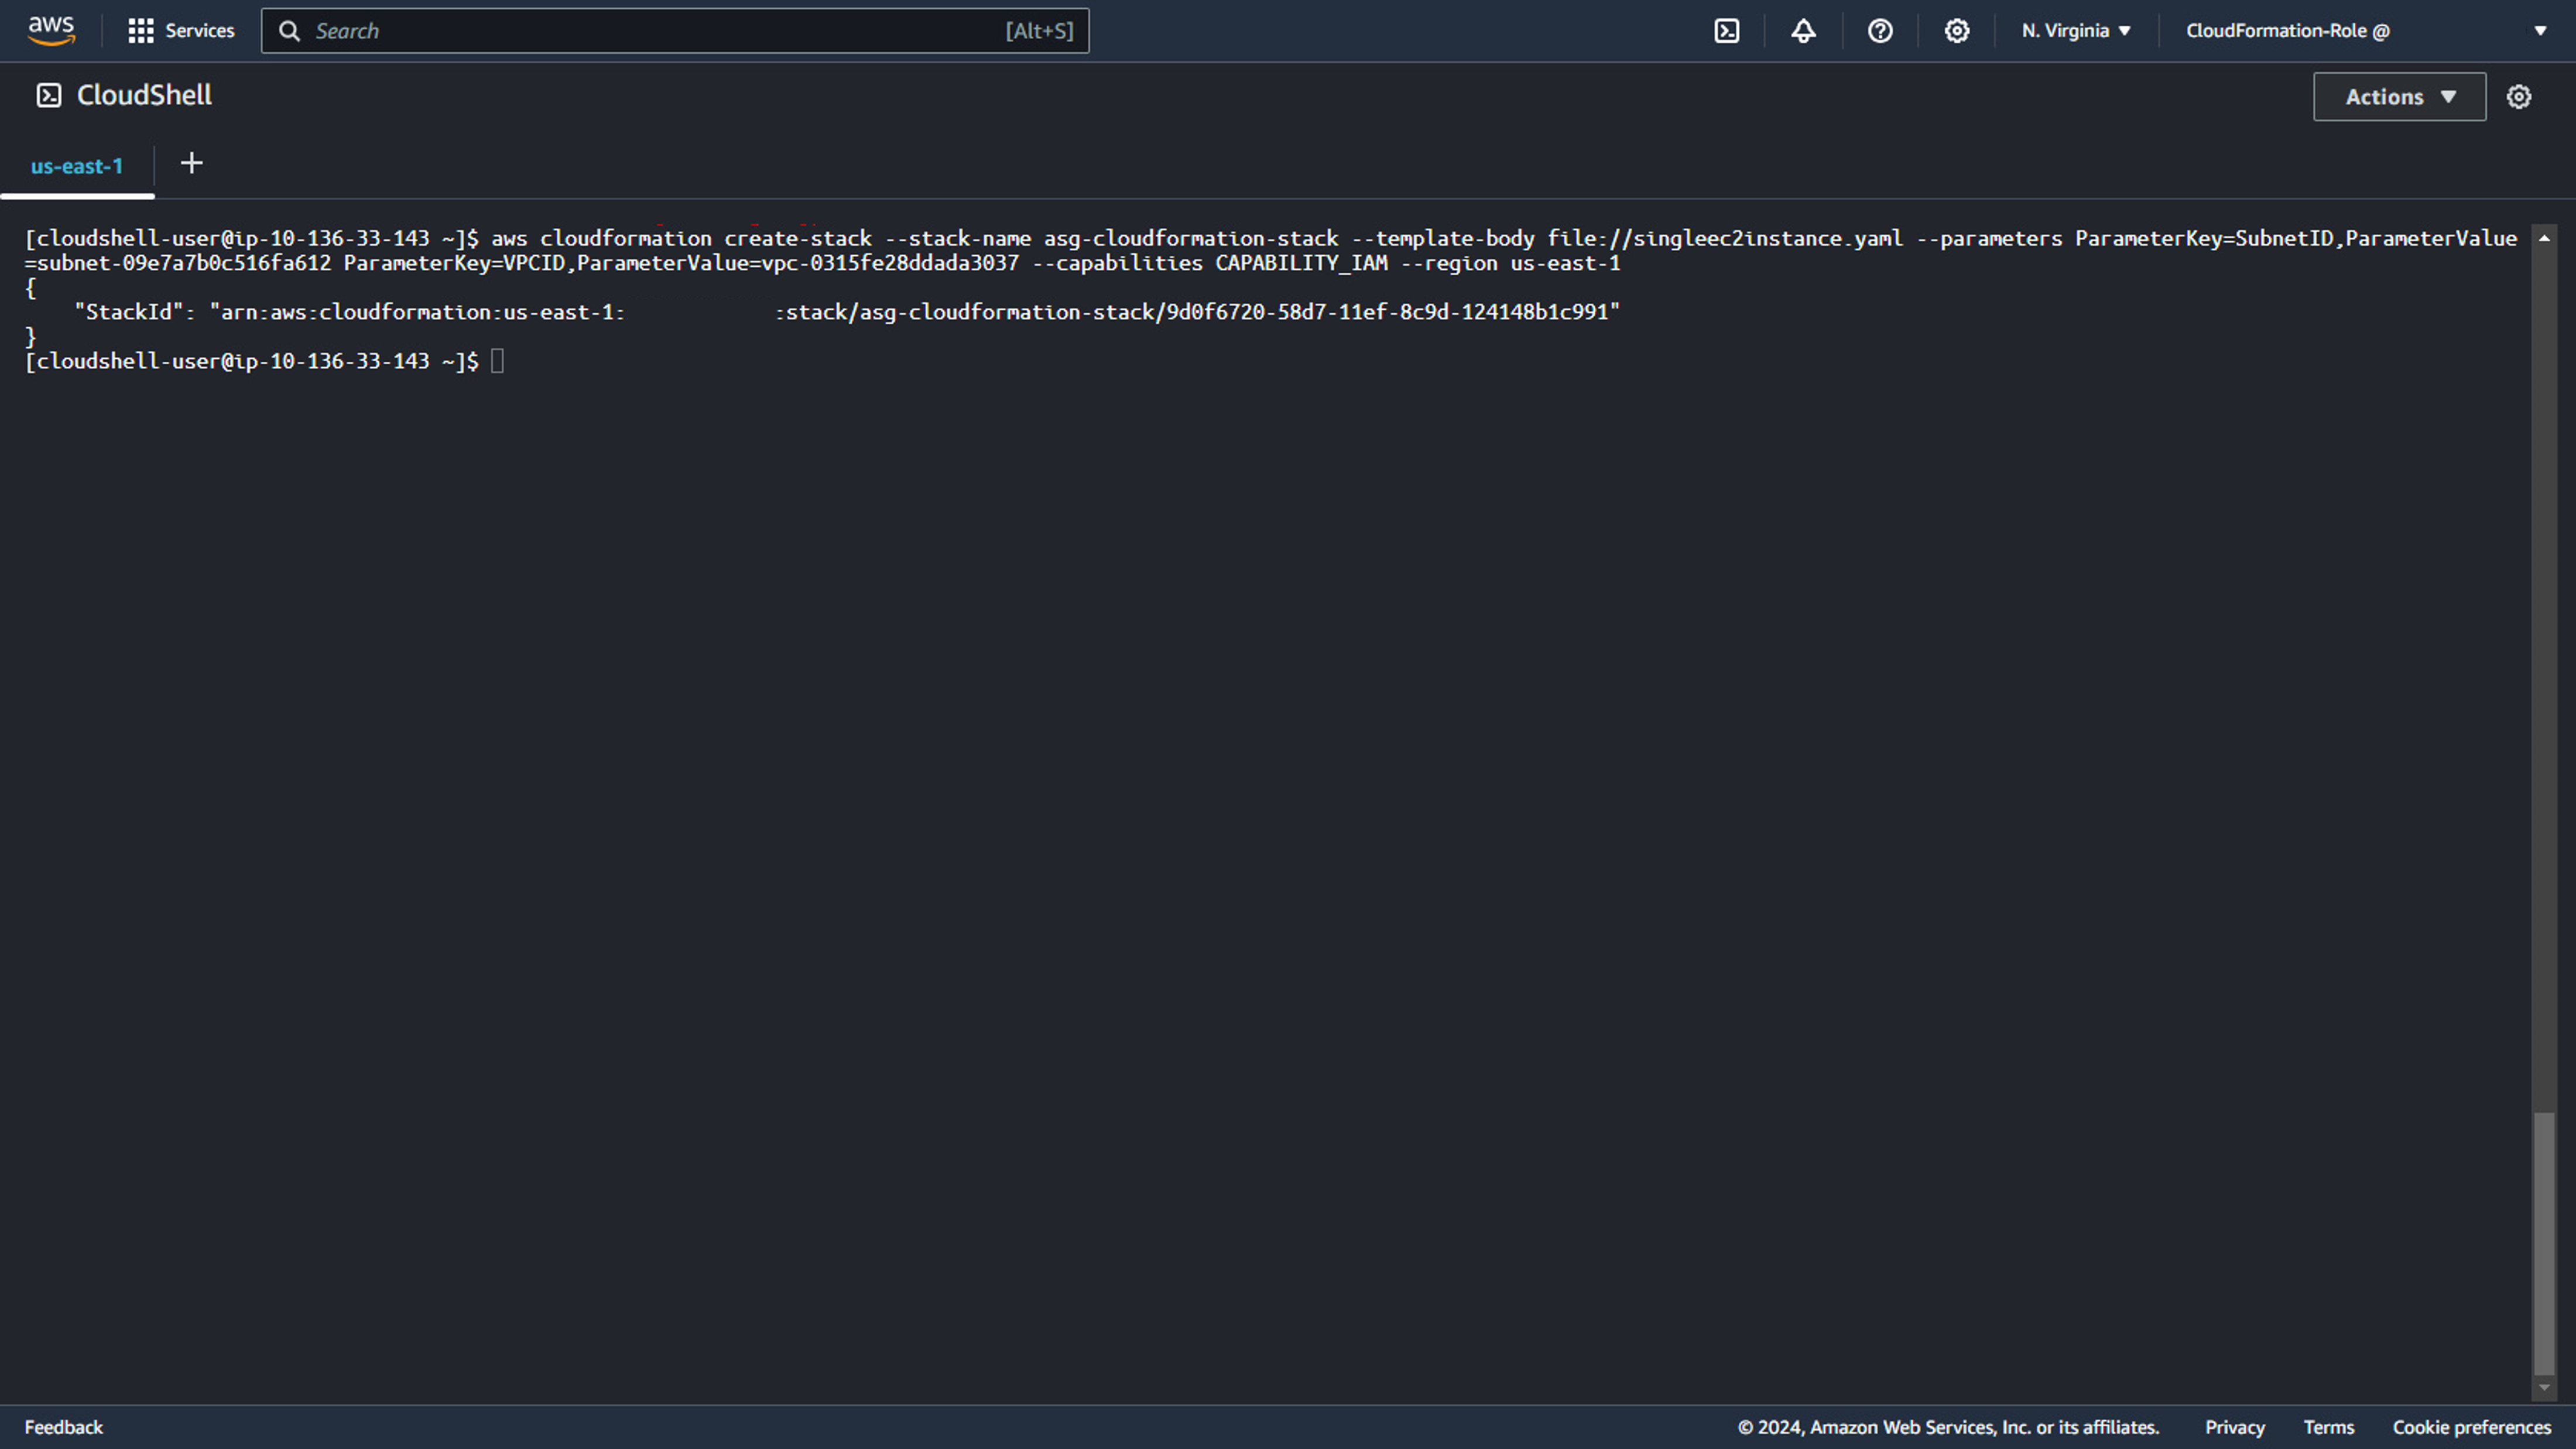 aws Services Search [Alt+S] N. Virginia CloudFormation-Role @
CloudShell Actions
us-east-1 +
[cloudshell-user@ip-10-136-33-143 ~]$ aws cloudformation create-stack --stack-name asg-cloudformation-stack --template-body file://singleec2instance.yaml --parameters ParameterKey=SubnetID,ParameterValue
=subnet-09e7a7b0c516fa612 ParameterKey=VPCID,ParameterValue=vpc-0315fe28ddada3037 --capabilities CAPABILITY_IAM --region us-east-1
{
    "StackId": "arn:aws:cloudformation:us-east-1:            :stack/asg-cloudformation-stack/9d0f6720-58d7-11ef-8c9d-124148b1c991"
}
[cloudshell-user@ip-10-136-33-143 ~]$
Feedback © 2024, Amazon Web Services, Inc. or its affiliates. Privacy Terms Cookie preferences